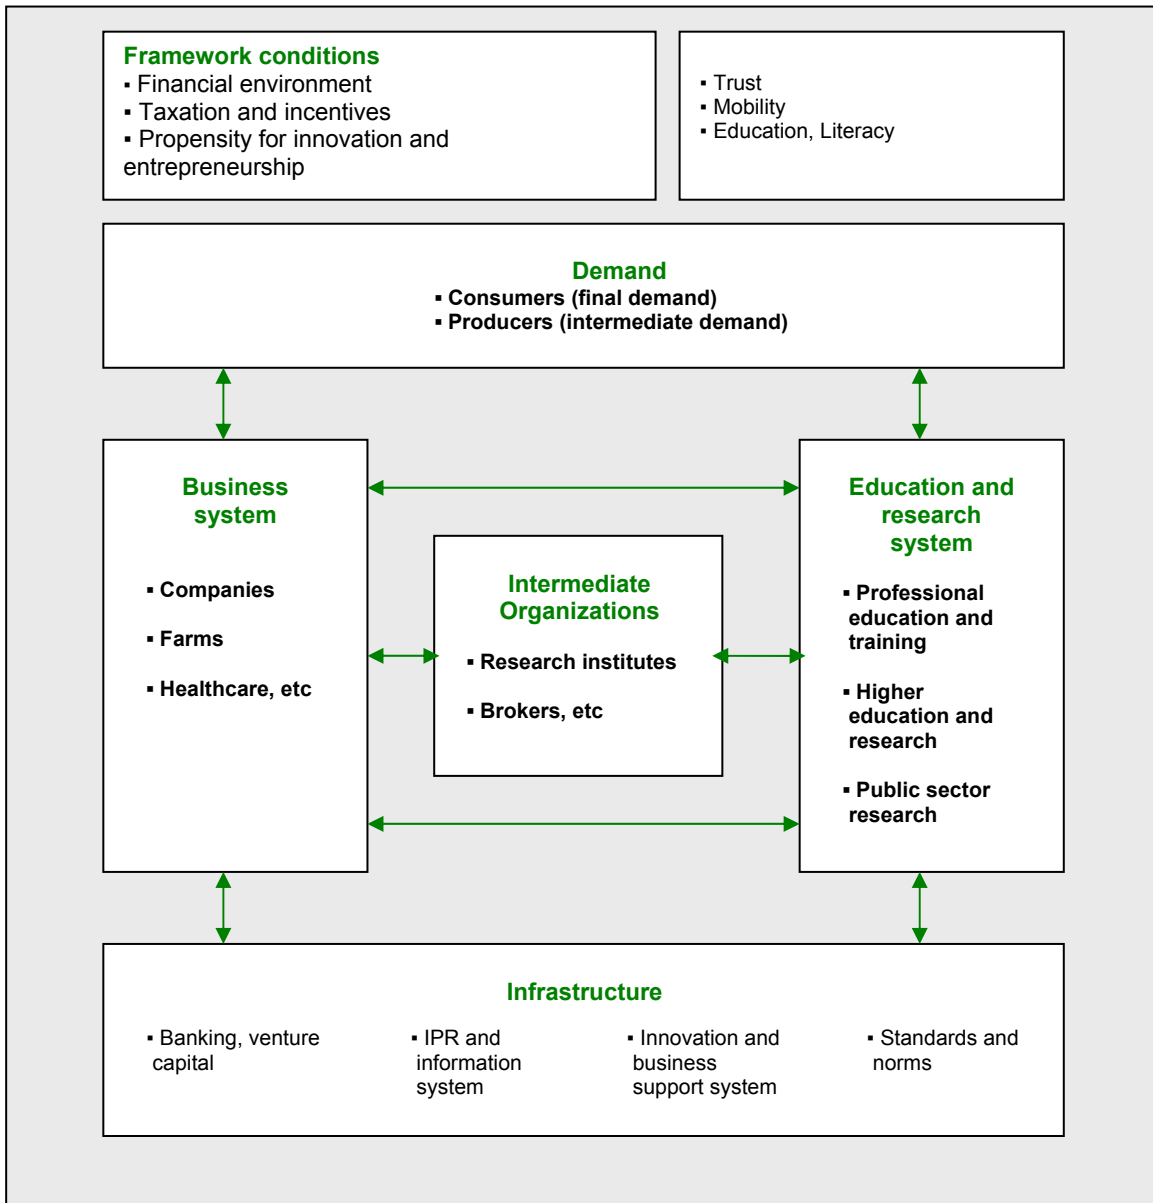 Framework conditions
▪ Financial environment
▪ Taxation and incentives
▪ Propensity for innovation and
entrepreneurship
▪ Trust
▪ Mobility
▪ Education, Literacy
Demand
▪ Consumers (final demand)
▪ Producers (intermediate demand)
Business
system
▪ Companies
▪ Farms
▪ Healthcare, etc
Intermediate
Organizations
▪ Research institutes
▪ Brokers, etc
Education and
research
system
▪ Professional
education and
training
▪ Higher
education and
research
▪ Public sector
research
Infrastructure
▪ Banking, venture
capital
▪ IPR and
information
system
▪ Innovation and
business
support system
▪ Standards and
norms